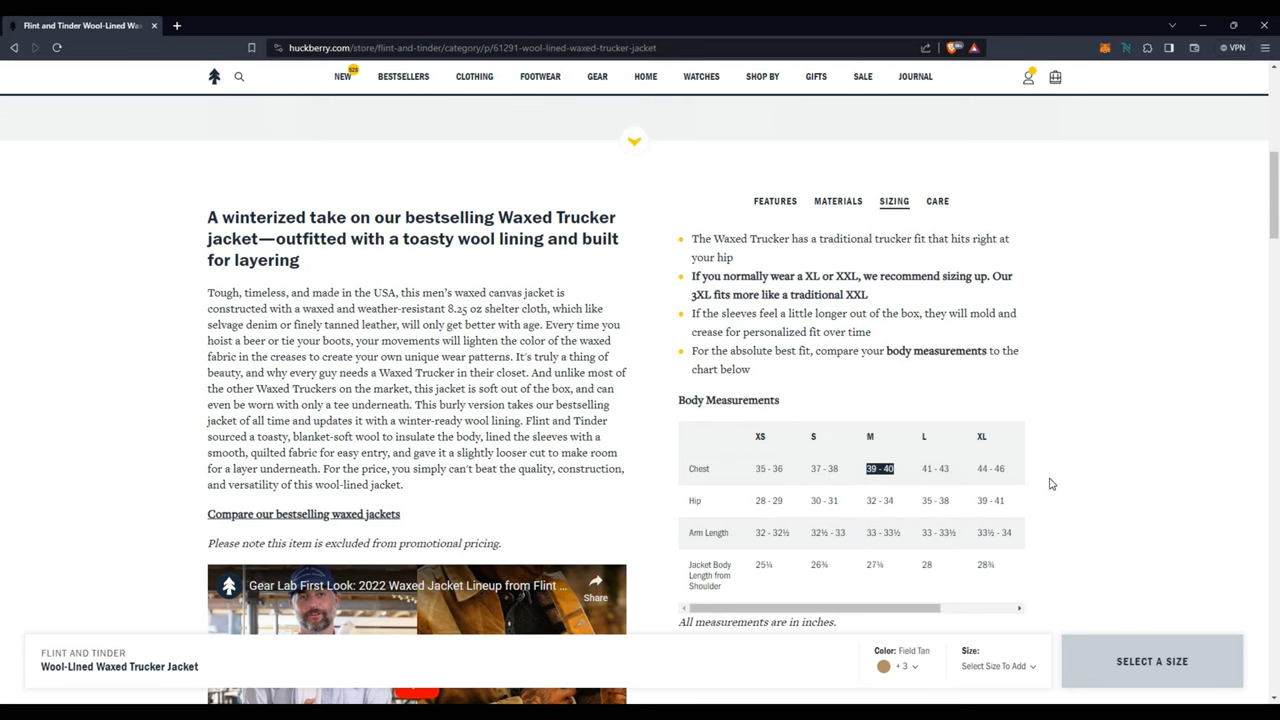 Flint and Tinder Wool-Lined Wa
huckberry.com/store/flint-and-tinder/category/p/61291-wool-lined-waxed-trucker-jacket
VPN
NEW
BESTSELLERS
CLOTHING
FOOTWEAR
GEAR
HOME
WATCHES
SHOP BY
GIFTS
SALE
JOURNAL
A winterized take on our bestselling Waxed Trucker
jacket—outfitted with a toasty wool lining and built
for layering
Tough, timeless, and made in the USA, this men's waxed canvas jacket is
constructed with a waxed and weather-resistant 8.25 oz shelter cloth, which like
selvage denim or finely tanned leather, will only get better with age. Every time you
hoist a beer or tie your boots, your movements will lighten the color of the waxed
fabric in the creases to create your own unique wear patterns. It's truly a thing of
beauty, and why every guy needs a Waxed Trucker in their closet. And unlike most of
the other Waxed Truckers on the market, this jacket is soft out of the box, and can
even be worn with only a tee underneath. This burly version takes our bestselling
jacket of all time and updates it with a winter-ready wool lining. Flint and Tinder
sourced a toasty, blanket-soft wool to insulate the body, lined the sleeves with a
smooth, quilted fabric for easy entry, and gave it a slightly looser cut to make room
for a layer underneath. For the price, you simply can't beat the quality, construction,
and versatility of this wool-lined jacket.
Compare our bestselling waxed jackets
Please note this item is excluded from promotional pricing.
Gear Lab First Look: 2022 Waxed Jacket Lineup from Flint ...
Share
FEATURES
MATERIALS
SIZING
CARE
The Waxed Trucker has a traditional trucker fit that hits right at
your hip
If you normally wear a XL or XXL, we recommend sizing up. Our
3XL fits more like a traditional XXL
If the sleeves feel a little longer out of the box, they will mold and
crease for personalized fit over time
For the absolute best fit, compare your body measurements to the
chart below
Body Measurements
XS S M L XL
Chest 35 - 36 37 - 38 39 - 40 41 - 43 44 - 46
Hip 28 - 29 30 - 31 32 - 34 35 - 38 39 - 41
Arm Length 32 - 32½ 32½ - 33 33 - 33½ 33 - 33½ 33½ - 34
Jacket Body
Length from
Shoulder
25¼ 26¾ 27¼ 28 28¾
All measurements are in inches.
FLINT AND TINDER
Wool-Lined Waxed Trucker Jacket
Color: Field Tan
+ 3
Size:
Select Size To Add
SELECT A SIZE